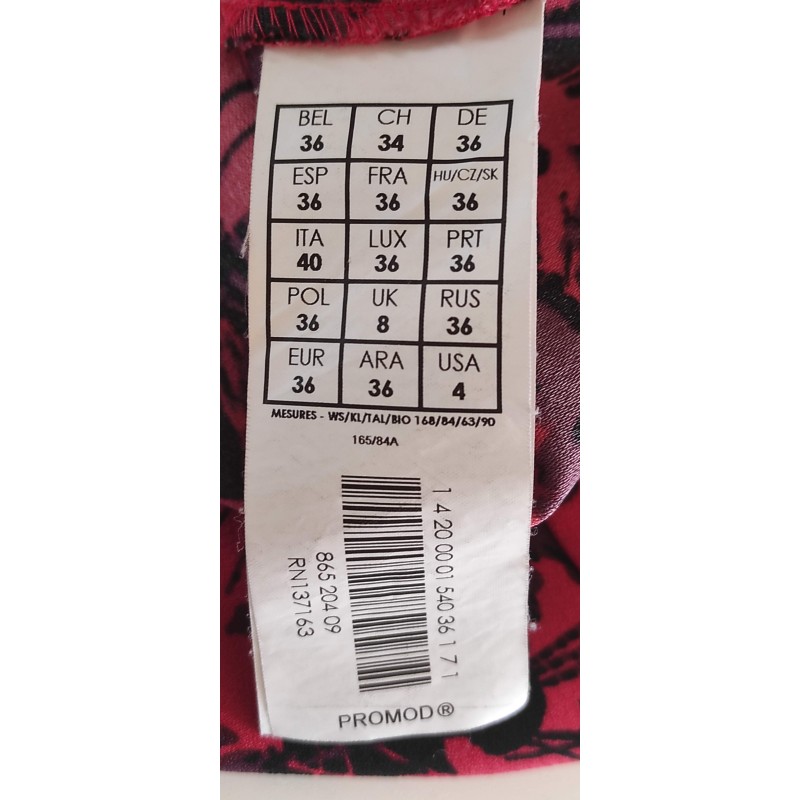 BEL CH DE
36 34 36
ESP FRA HU/CZ/SK
36 36 36
ITA LUX PRT
40 36 36
POL UK RUS
36 8 36
EUR ARA USA
36 36 4
MESURES - WS/KL/TAL/BIO 168/84/63/90
165/84A
1 4 20 00 01 540 36 1 7 1
865 204 09
RN137163
PROMOD®